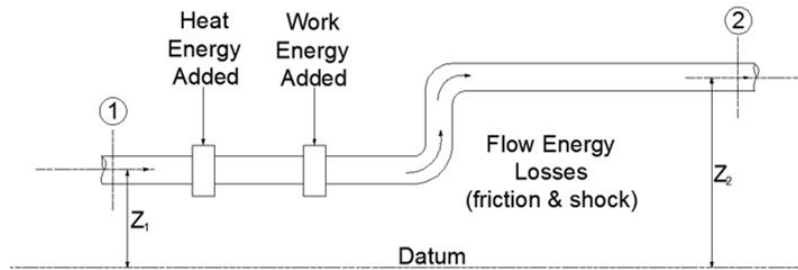 Heat
Energy
Added
Work
Energy
Added
1
2
Flow Energy
Losses
(friction & shock)
Z1
Z2
Datum